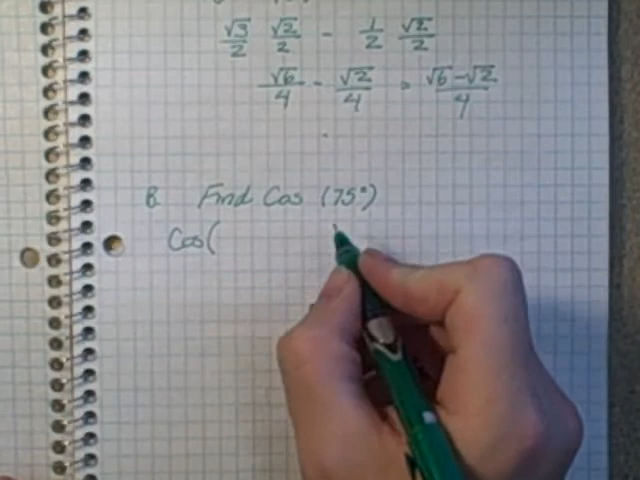 √3/2 √2/2 - 1/2 √2/2
√6/4 - √2/4 = √6-√2/4
B. Find Cos (75°)
Cos(